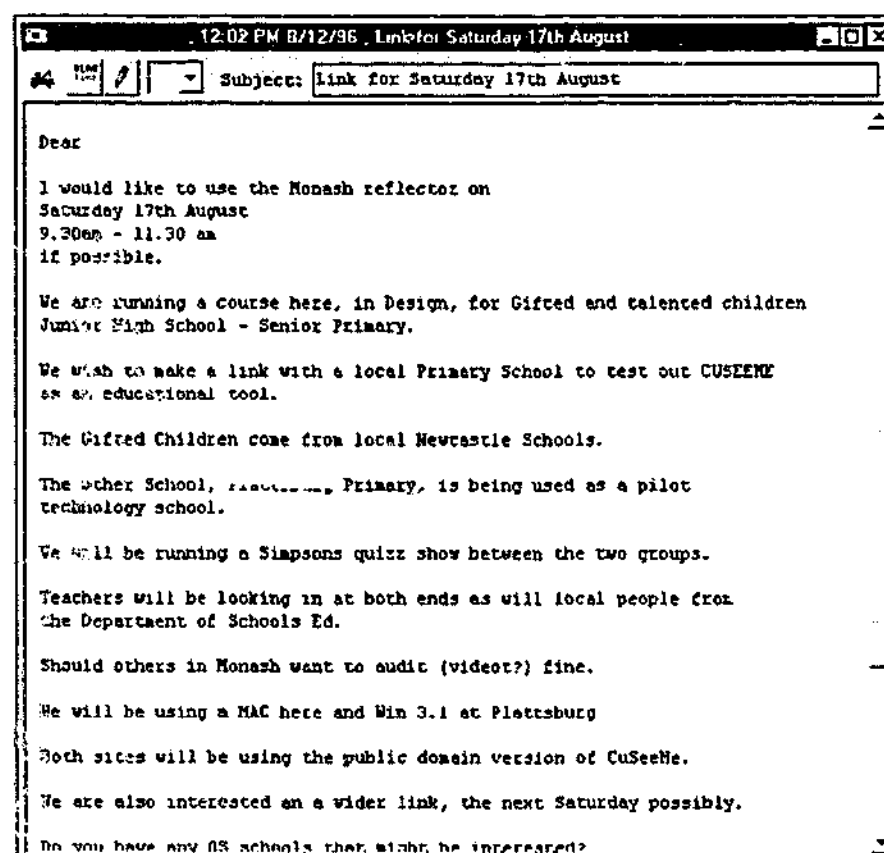 12:02 PM 8/12/96 , Link for Saturday 17th August
Subject: link for Saturday 17th August
Dear
I would like to use the Monash reflector on
Saturday 17th August
9.30am - 11.30 am
if possible.
We are running a course here, in Design, for Gifted and talented children
Junior High School - Senior Primary.
We wish to make a link with a local Primary School to test out CUSEEME
as an educational tool.
The Gifted Children come from local Newcastle Schools.
The other School, Primary, is being used as a pilot
technology school.
We will be running a Simpsons quizz show between the two groups.
Teachers will be looking in at both ends as will local people from
the Department of Schools Ed.
Should others in Monash want to audit (videot?) fine.
We will be using a MAC here and Win 3.1 at Plattsburg
Both sites will be using the public domain version of CuSeeMe.
We are also interested an a wider link, the next Saturday possibly.
Do you have any OS schools that might be interested?